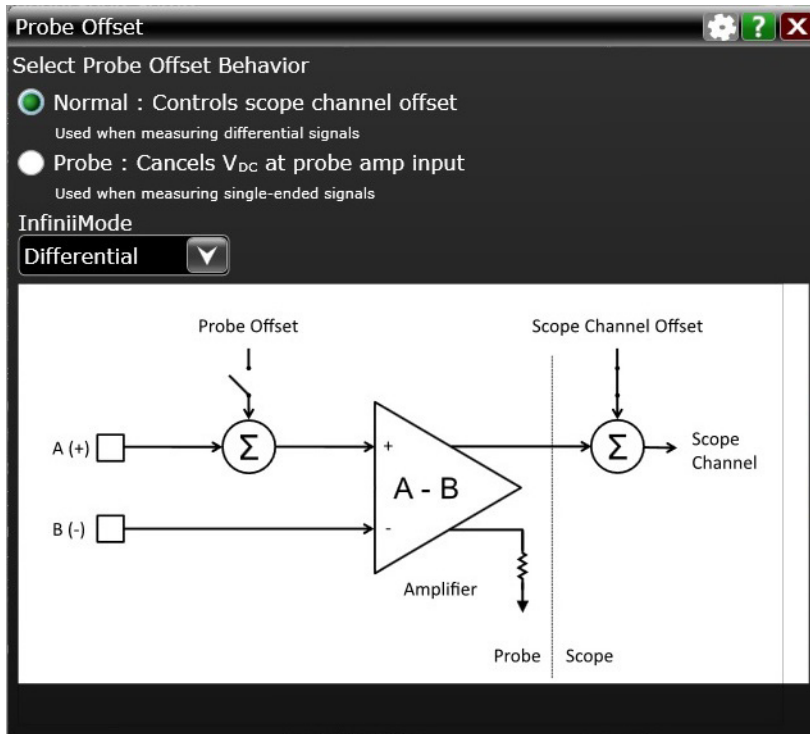 Probe Offset
?
X
Select Probe Offset Behavior
Normal : Controls scope channel offset
Used when measuring differential signals
Probe : Cancels VDC at probe amp input
Used when measuring single-ended signals
InfiniiMode
Differential
Probe Offset
Scope Channel Offset
A (+)
Σ
+
A - B
Σ
Scope
Channel
B (-)
-
Amplifier
Probe
Scope